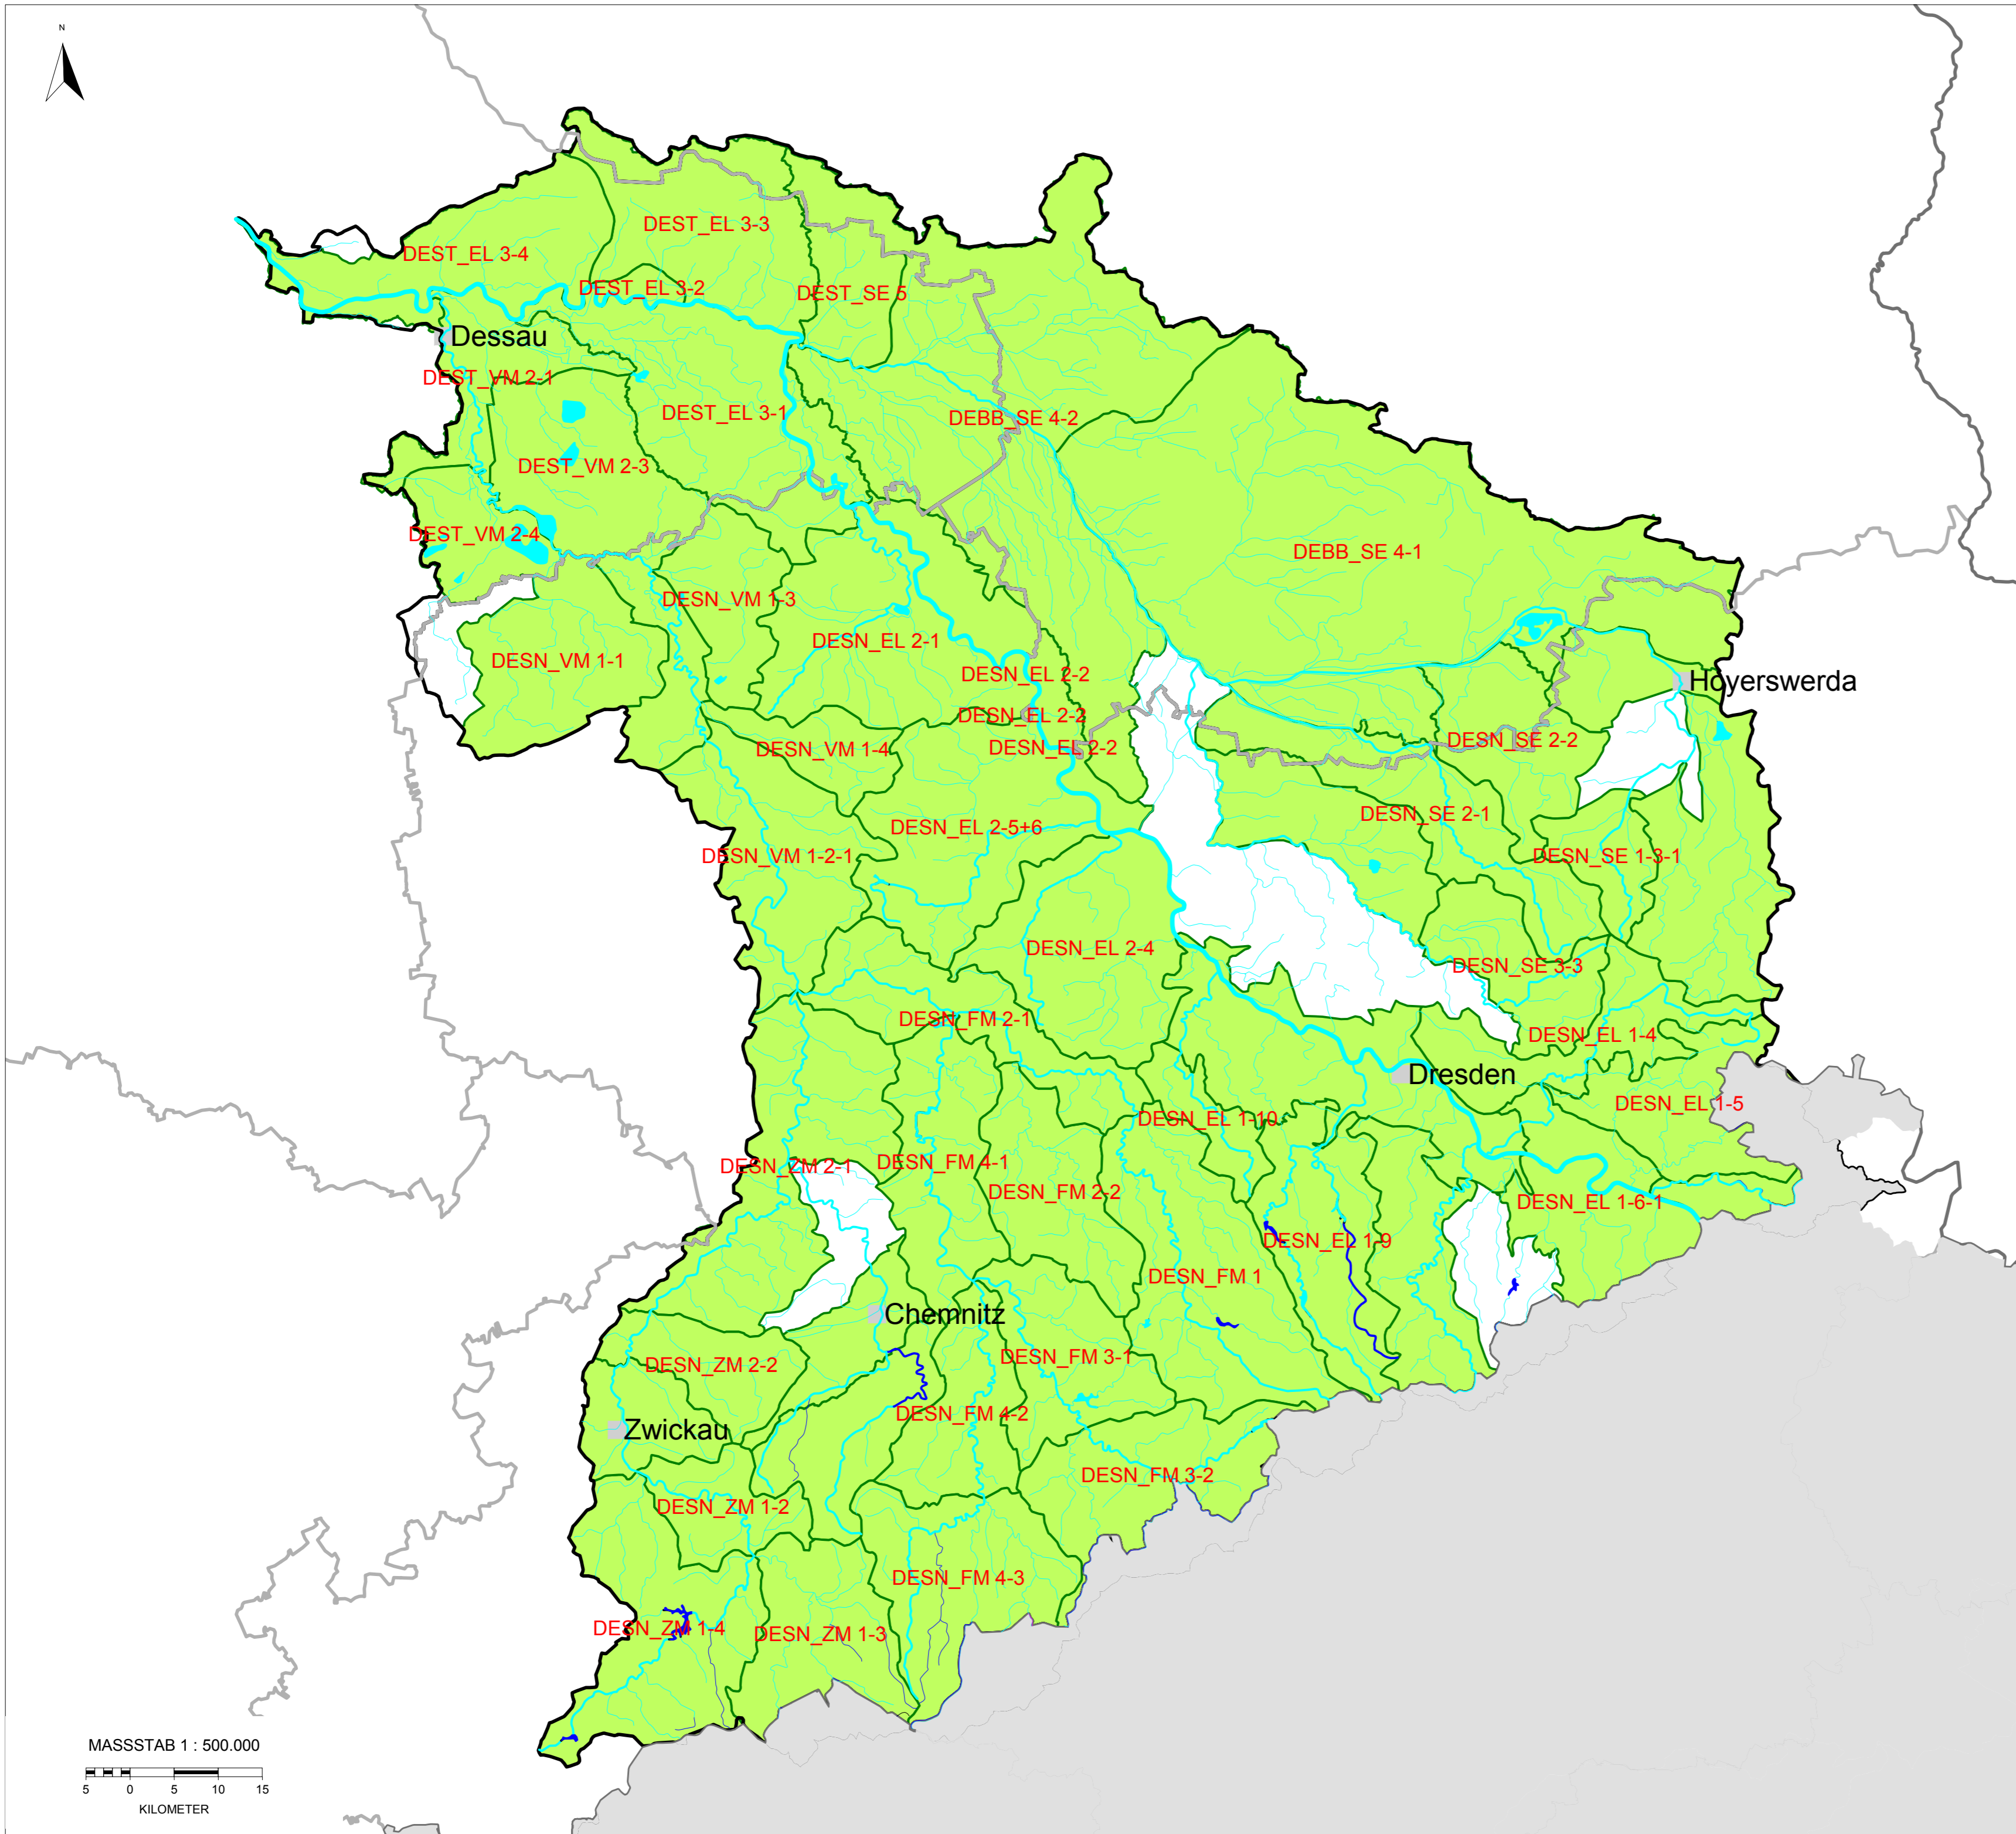 N
DEST_EL 3-3
DEST_EL 3-4
DEST_EL 3-2
DEST_SE 5
Dessau
DEST_VM 2-1
DEST_EL 3-1
DEBB_SE 4-2
DEST_VM 2-3
DEST_VM 2-4
DEBB_SE 4-1
DESN_VM 1-3
DESN_EL 2-1
DESN_VM 1-1
DESN_EL 2-2
Hoyerswerda
DESN_EL 2-2
DESN_SE 2-2
DESN_VM 1-4
DESN_EL 2-2
DESN_SE 2-1
DESN_EL 2-5+6
DESN_VM 1-2-1
DESN_SE 1-3-1
DESN_EL 2-4
DESN_SE 3-3
DESN_FM 2-1
DESN_EL 1-4
Dresden
DESN_EL 1-5
DESN_EL 1-10
DESN_ZM 2-1
DESN_FM 4-1
DESN_FM 2-2
DESN_EL 1-6-1
DESN_EL 1-9
DESN_FM 1
Chemnitz
DESN_FM 3-1
DESN_ZM 2-2
DESN_FM 4-2
Zwickau
DESN_FM 3-2
DESN_ZM 1-2
DESN_FM 4-3
DESN_ZM 1-4
DESN_ZM 1-3
MASSSTAB 1 : 500.000
5 0 5 10 15
KILOMETER